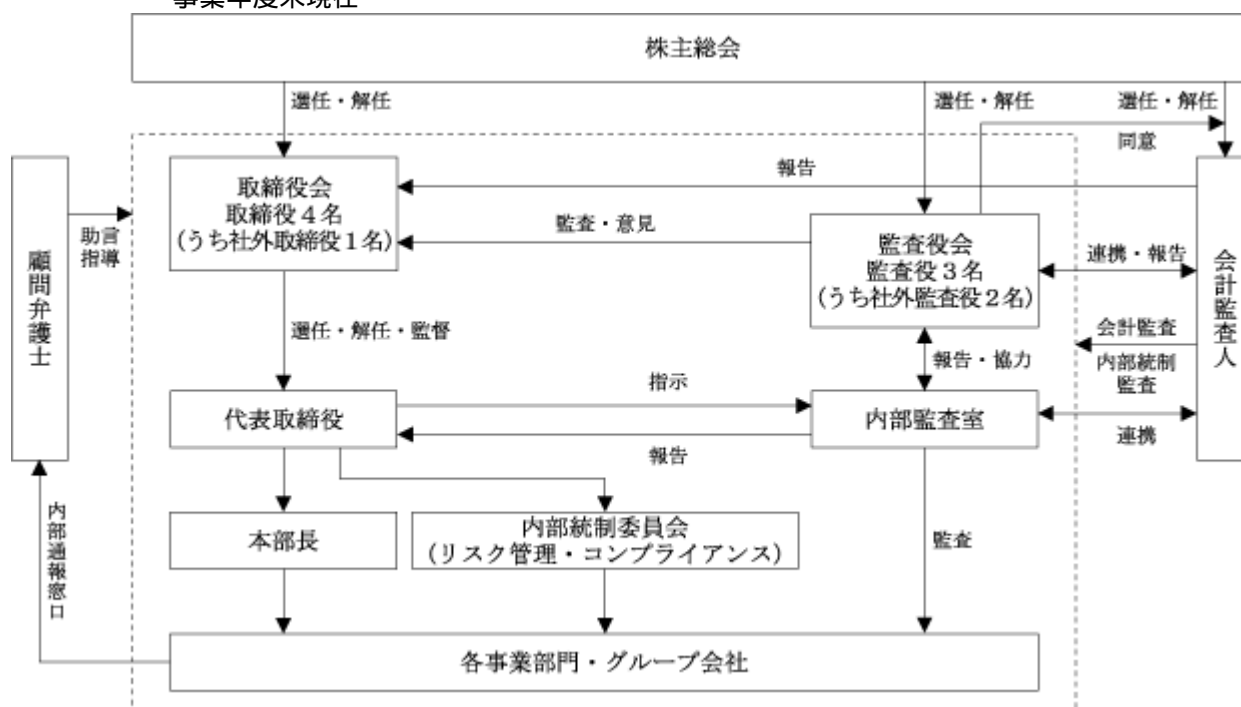 事業年度末現在
株主総会
選任・解任
選任・解任
選任・解任
同意
報告
取締役会
取締役4名
(うち社外取締役1名)
監査・意見
監査役会
監査役3名
(うち社外監査役2名)
助言
指導
顧問弁護士
連携・報告
会計監査人
選任・解任・監督
報告・協力
会計監査
内部統制
監査
指示
代表取締役
内部監査室
報告
連携
内部通報窓口
本部長
内部統制委員会
(リスク管理・コンプライアンス)
監査
各事業部門・グループ会社